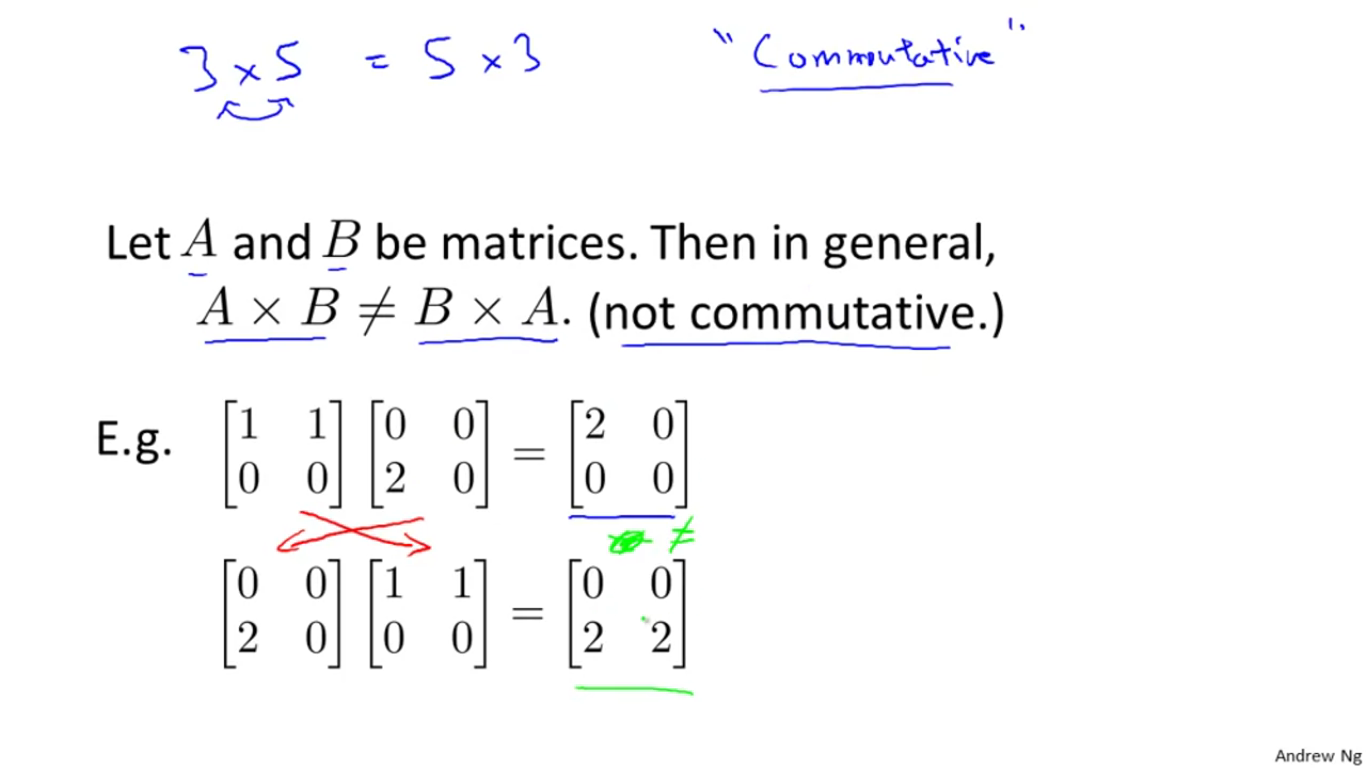 3 × 5 = 5 × 3 "Commutative"
Let A and B be matrices. Then in general,
A × B ≠ B × A. (not commutative.)
E.g. [1 1] [0 0] = [2 0]
[0 0] [2 0] [0 0]
≠
[0 0] [1 1] = [0 0]
[2 0] [0 0] [2 2]
Andrew Ng